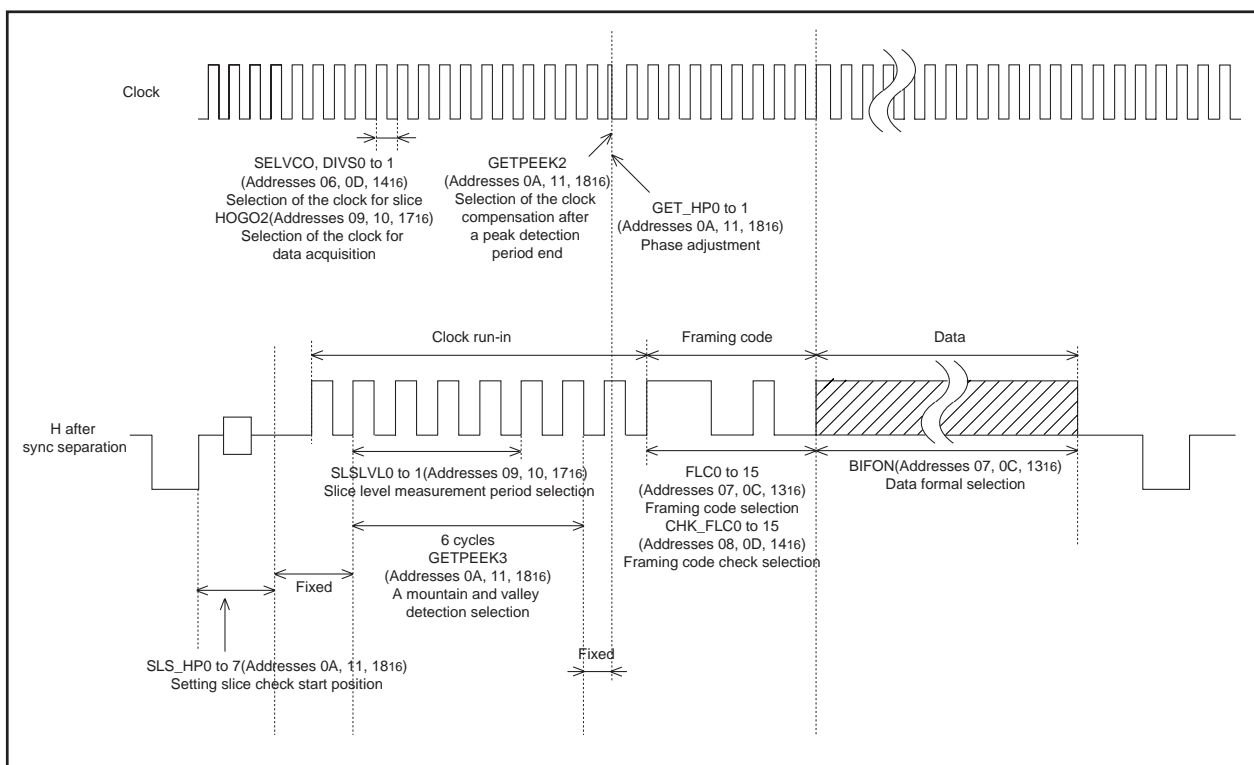 Clock
SELVCO, DIVS0 to 1
(Addresses 06, 0D, 1416)
Selection of the clock for slice
HOGO2(Addresses 09, 10, 1716)
Selection of the clock for
data acquisition
GETPEEK2
(Addresses 0A, 11, 1816)
Selection of the clock
compensation after
a peak detection
period end
GET_HP0 to 1
(Addresses 0A, 11, 1816)
Phase adjustment
Clock run-in
Framing code
Data
H after
sync separation
SLSLVL0 to 1(Addresses 09, 10, 1716)
Slice level measurement period selection
FLC0 to 15
(Addresses 07, 0C, 1316)
Framing code selection
CHK_FLC0 to 15
(Addresses 08, 0D, 1416)
Framing code check selection
BIFON(Addresses 07, 0C, 1316)
Data formal selection
Fixed
6 cycles
GETPEEK3
(Addresses 0A, 11, 1816)
A mountain and valley
detection selection
Fixed
SLS_HP0 to 7(Addresses 0A, 11, 1816)
Setting slice check start position